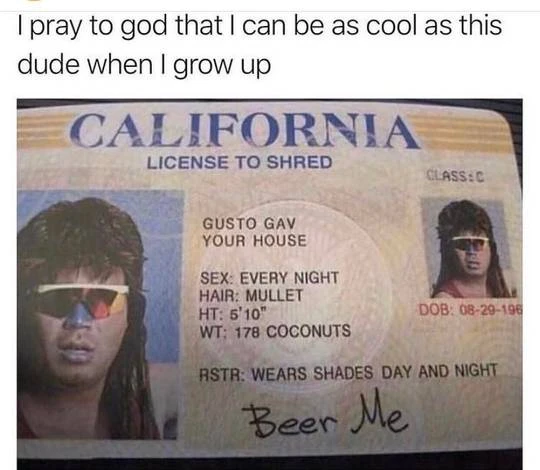 I pray to god that I can be as cool as this
dude when I grow up
CALIFORNIA
LICENSE TO SHRED
CLASS:C
GUSTO GAV
YOUR HOUSE
SEX: EVERY NIGHT
HAIR: MULLET
HT: 5'10"
WT: 178 COCONUTS
DOB: 08-29-196
RSTR: WEARS SHADES DAY AND NIGHT
Beer Me